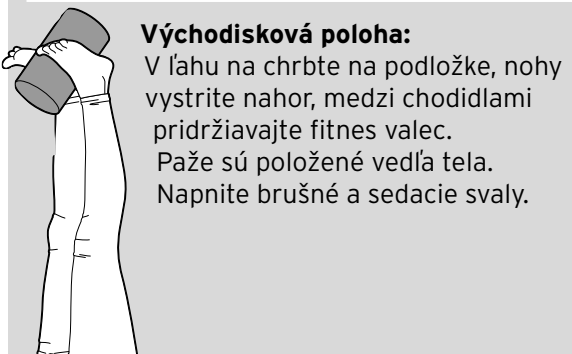 Východisková poloha:
V ľahu na chrbte na podložke, nohy
vystrite nahor, medzi chodidlami
pridržiavajte fitnes valec.
Paže sú položené vedľa tela.
Napnite brušné a sedacie svaly.